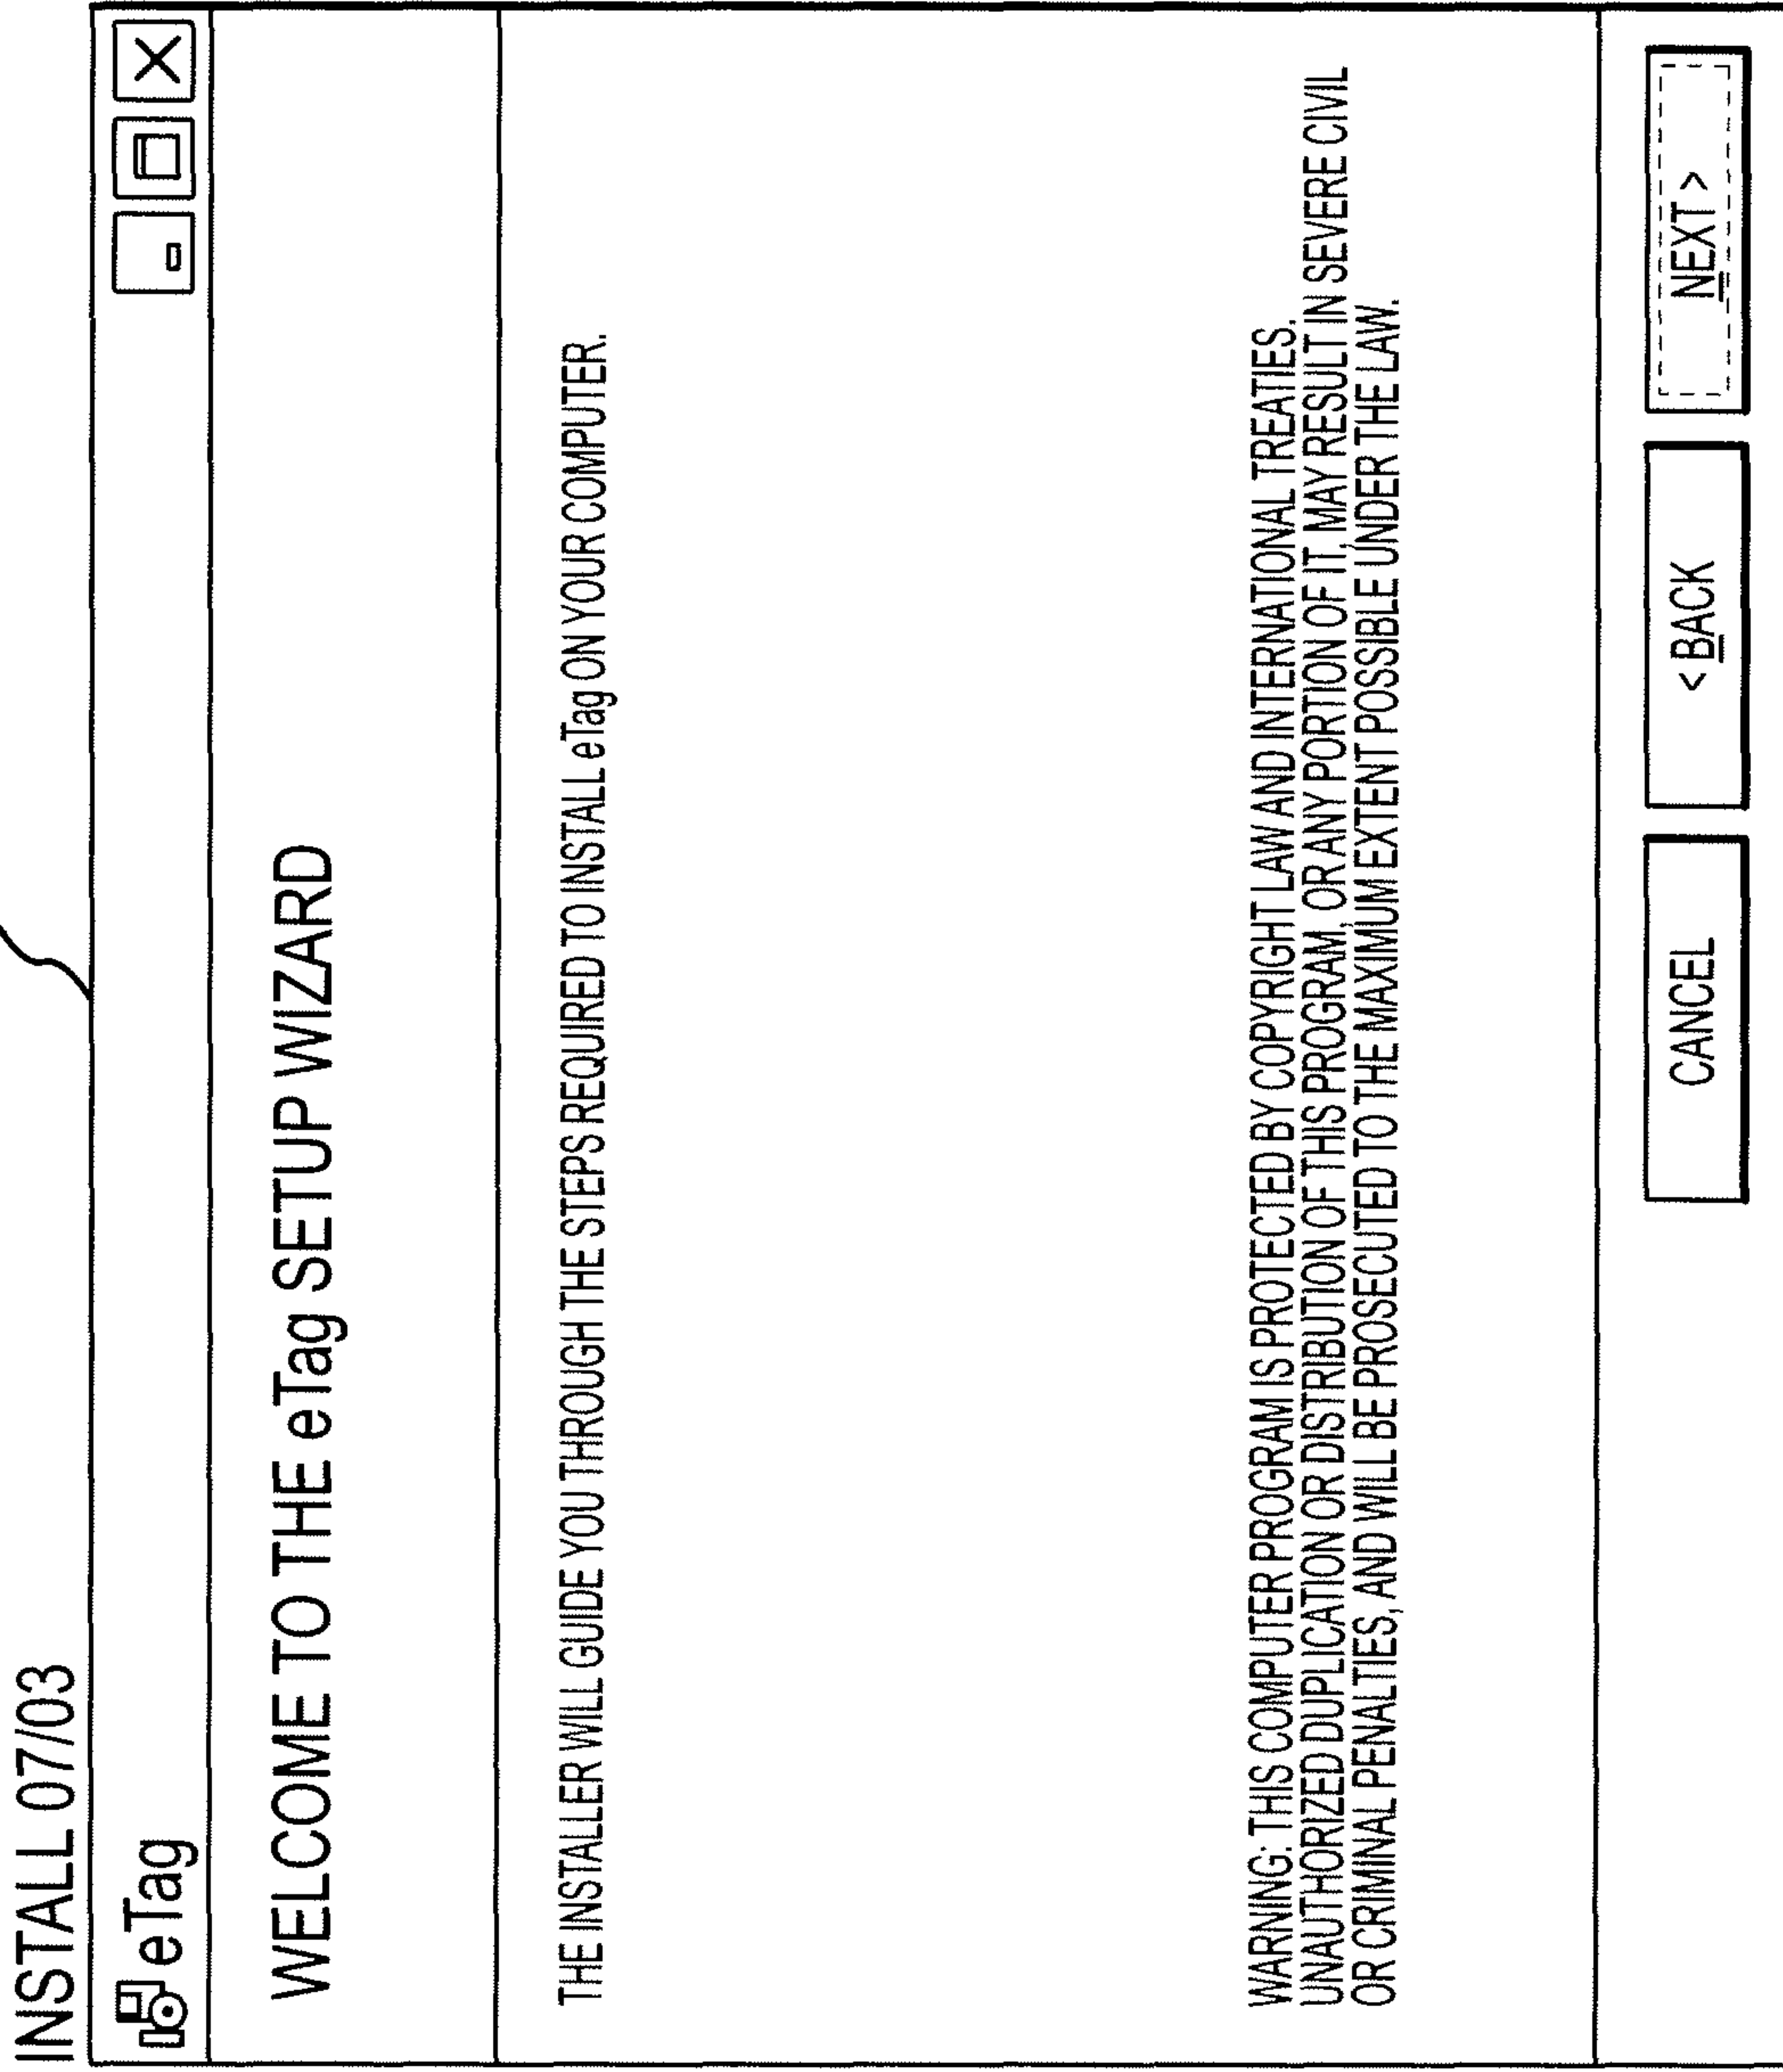 INSTALL 07/03
eTag
WELCOME TO THE eTag SETUP WIZARD
THE INSTALLER WILL GUIDE YOU THROUGH THE STEPS REQUIRED TO INSTALL eTag ON YOUR COMPUTER.
WARNING: THIS COMPUTER PROGRAM IS PROTECTED BY COPYRIGHT LAW AND INTERNATIONAL TREATIES.
UNAUTHORIZED DUPLICATION OR DISTRIBUTION OF THIS PROGRAM, OR ANY PORTION OF IT, MAY RESULT IN SEVERE CIVIL
OR CRIMINAL PENALTIES, AND WILL BE PROSECUTED TO THE MAXIMUM EXTENT POSSIBLE UNDER THE LAW.
CANCEL < BACK NEXT >